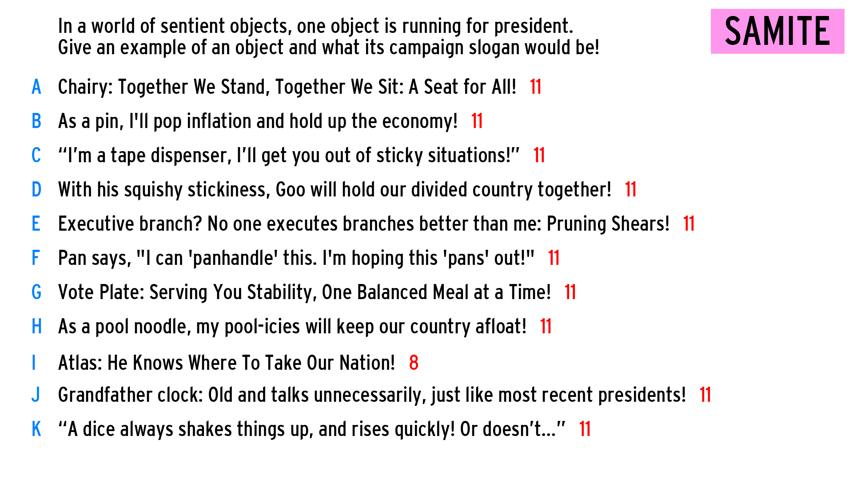 In a world of sentient objects, one object is running for president.
Give an example of an object and what its campaign slogan would be!
SAMITE
A Chairy: Together We Stand, Together We Sit: A Seat for All! 11
B As a pin, I'll pop inflation and hold up the economy! 11
C “I’m a tape dispenser, I’ll get you out of sticky situations!” 11
D With his squishy stickiness, Goo will hold our divided country together! 11
E Executive branch? No one executes branches better than me: Pruning Shears! 11
F Pan says, "I can 'panhandle' this. I'm hoping this 'pans' out!" 11
G Vote Plate: Serving You Stability, One Balanced Meal at a Time! 11
H As a pool noodle, my pool-icies will keep our country afloat! 11
I Atlas: He Knows Where To Take Our Nation! 8
J Grandfather clock: Old and talks unnecessarily, just like most recent presidents! 11
K “A dice always shakes things up, and rises quickly! Or doesn’t...” 11